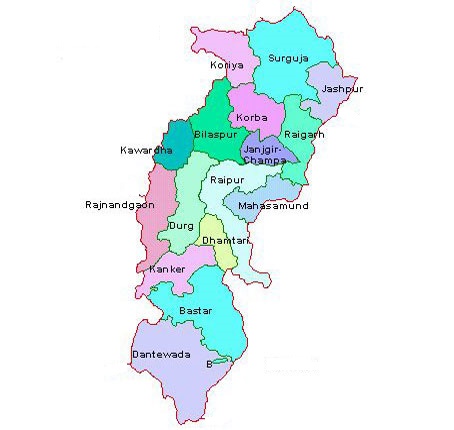 Surguja
Koriya
Jashpur
Korba
Bilaspur
Raigarh
Kawardha
Janjgir-
Champa
Raipur
Rajnandgaon
Mahasamund
Durg
Dhamtari
Kanker
Bastar
Dantewada
B